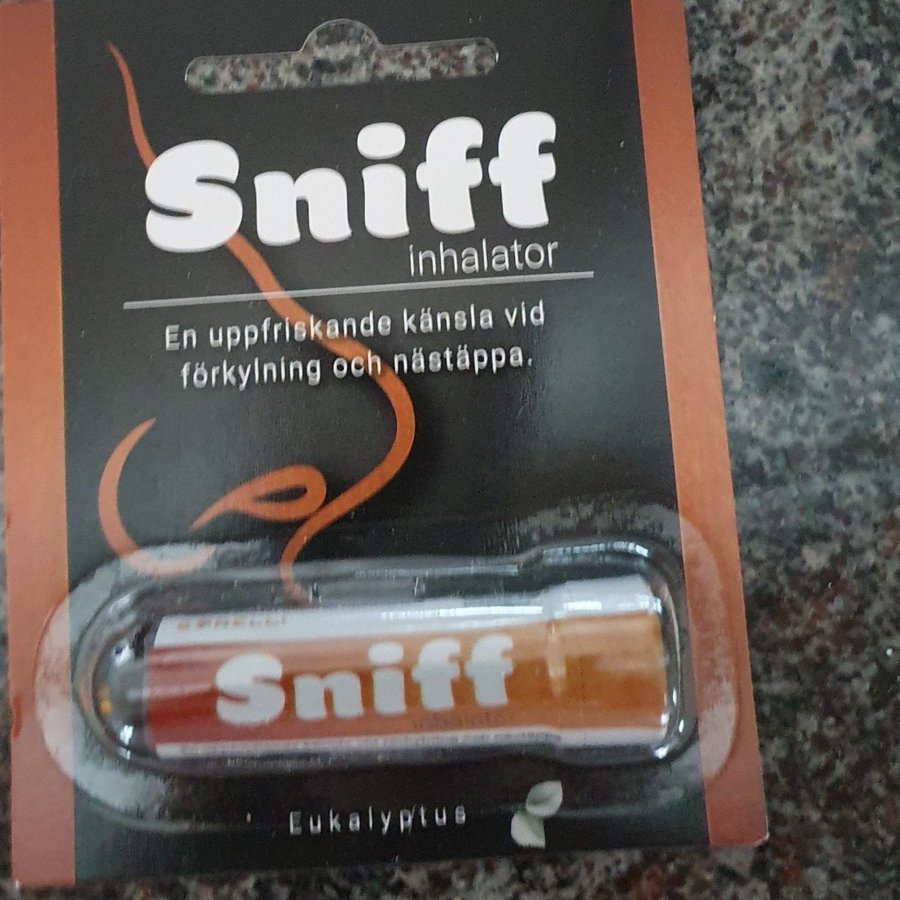 Sniff
inhalator
En uppfriskande känsla vid
förkylning och nästäppa.
Sniff
Eukalyptus